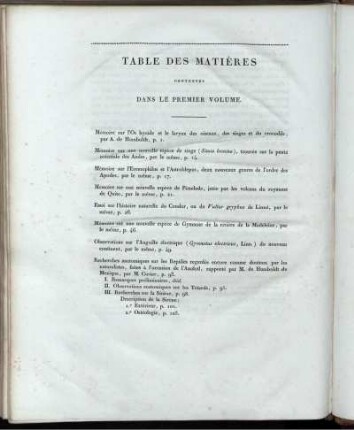 TABLE DES MATIÈRES
CONTENUES
DANS LE PREMIER VOLUME.
Mémoire sur l'Os hyoïde et le larynx des oiseaux, des singes et du crocodile;
par A. de Humboldt, p. 1.
Mémoire sur une nouvelle espèce de singe (Simia leonina), trouvée sur la pente
orientale des Andes, par le même, p. 14.
Mémoire sur l'Eremophilus et l'Astroblepus, deux nouveaux genres de l'ordre des
Apodes, par le même, p. 17.
Mémoire sur une nouvelle espèce de Pimelode, jetée par les volcans du royaume
de Quito, par le même, p. 21.
Essai sur l'histoire naturelle du Condor, ou du Vultur gryphus de Linné, par le
même, p. 26.
Mémoire sur une nouvelle espèce de Gymnote de la rivière de la Madeleine, par
le même, p. 46.
Observations sur l'Anguille électrique (Gymnotus electricus, Linn.) du nouveau
continent, par le même, p. 49.
Recherches anatomiques sur les Reptiles regardés encore comme douteux par les
naturalistes, faites à l'occasion de l'Axolotl, rapporté par M. de Humboldt du
Mexique, par M. Cuvier, p. 93.
I. Remarques préliminaires, ibid.
II. Observations anatomiques sur les Têtards, p. 96.
III. Recherches sur la Sirène, p. 98.
Description de la Sirène:
1.° Extérieur, p. 101.
2.° Ostéologie, p. 102.